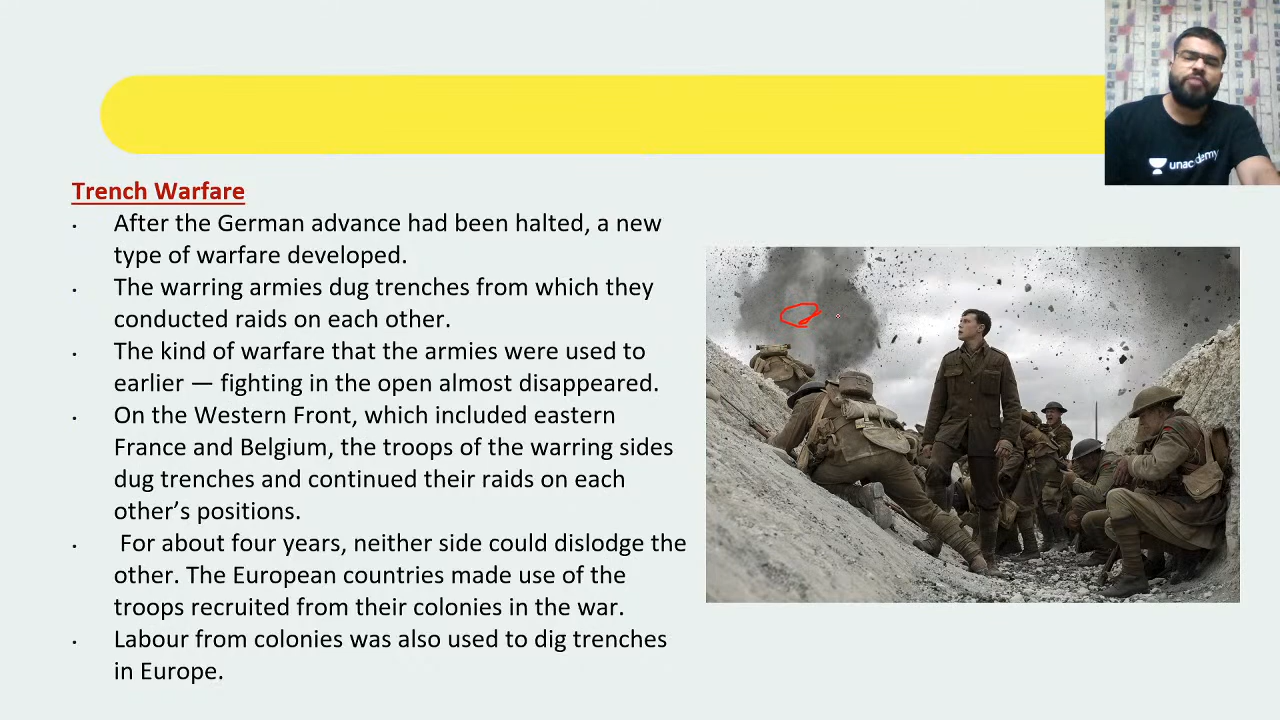 unacademy
Trench Warfare
· After the German advance had been halted, a new
type of warfare developed.
· The warring armies dug trenches from which they
conducted raids on each other.
· The kind of warfare that the armies were used to
earlier — fighting in the open almost disappeared.
· On the Western Front, which included eastern
France and Belgium, the troops of the warring sides
dug trenches and continued their raids on each
other’s positions.
· For about four years, neither side could dislodge the
other. The European countries made use of the
troops recruited from their colonies in the war.
· Labour from colonies was also used to dig trenches
in Europe.